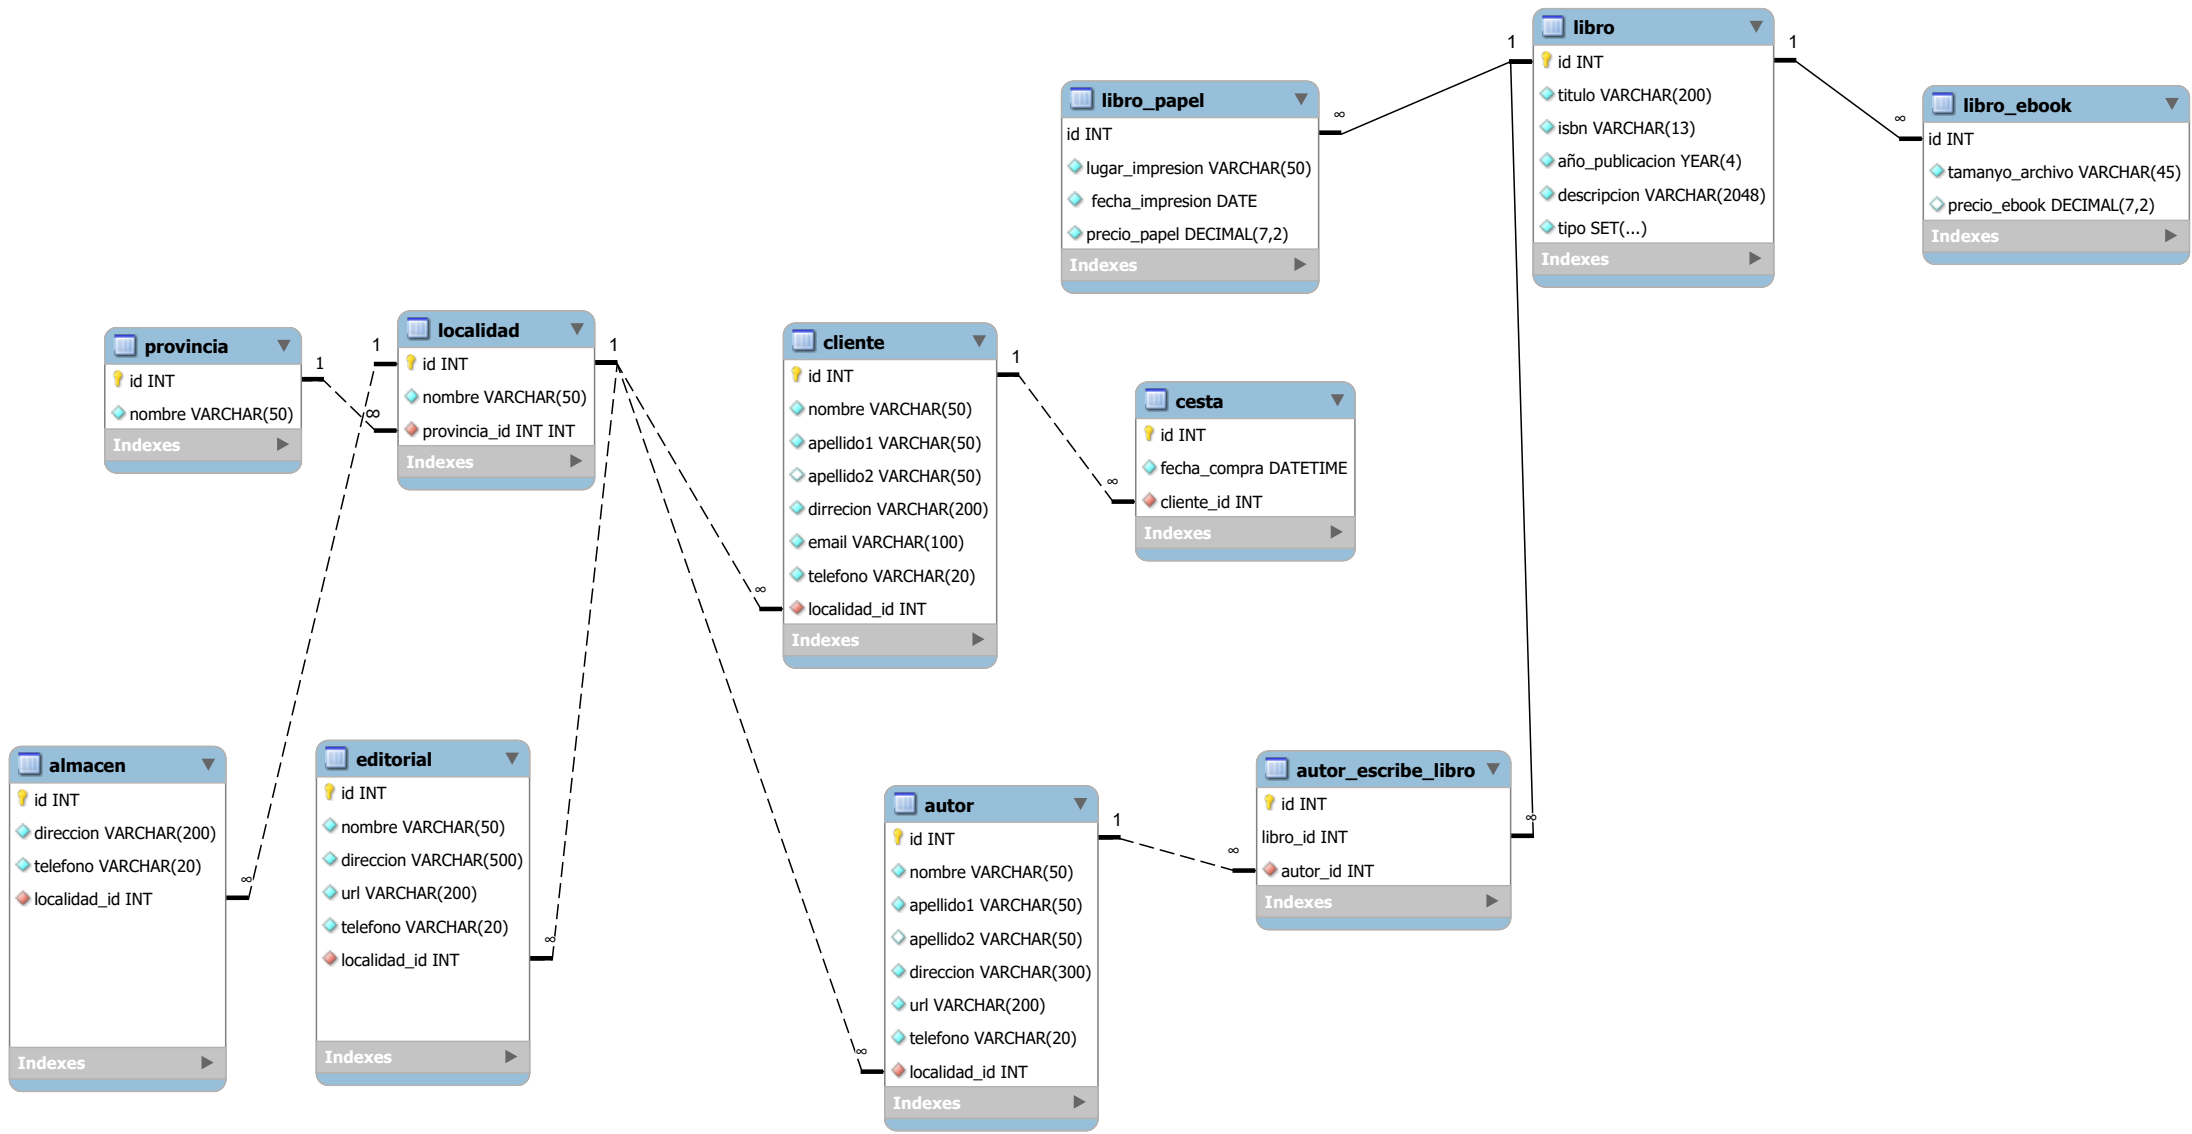 libro
id INT
titulo VARCHAR(200)
isbn VARCHAR(13)
año_publicacion YEAR(4)
descripcion VARCHAR(2048)
tipo SET(...)
Indexes
1
1
libro_papel
id INT
lugar_impresion VARCHAR(50)
fecha_impresion DATE
precio_papel DECIMAL(7,2)
Indexes
∞
libro_ebook
id INT
tamanyo_archivo VARCHAR(45)
precio_ebook DECIMAL(7,2)
Indexes
∞
provincia
id INT
nombre VARCHAR(50)
Indexes
1
localidad
id INT
nombre VARCHAR(50)
provincia_id INT INT
Indexes
1
∞
1
cliente
id INT
nombre VARCHAR(50)
apellido1 VARCHAR(50)
apellido2 VARCHAR(50)
dirrecion VARCHAR(200)
email VARCHAR(100)
telefono VARCHAR(20)
localidad_id INT
Indexes
∞
1
cesta
id INT
fecha_compra DATETIME
cliente_id INT
Indexes
∞
almacen
id INT
direccion VARCHAR(200)
telefono VARCHAR(20)
localidad_id INT
Indexes
∞
editorial
id INT
nombre VARCHAR(50)
direccion VARCHAR(500)
url VARCHAR(200)
telefono VARCHAR(20)
localidad_id INT
Indexes
∞
autor
id INT
nombre VARCHAR(50)
apellido1 VARCHAR(50)
apellido2 VARCHAR(50)
direccion VARCHAR(300)
url VARCHAR(200)
telefono VARCHAR(20)
localidad_id INT
Indexes
∞
1
autor_escribe_libro
id INT
libro_id INT
autor_id INT
Indexes
∞
∞